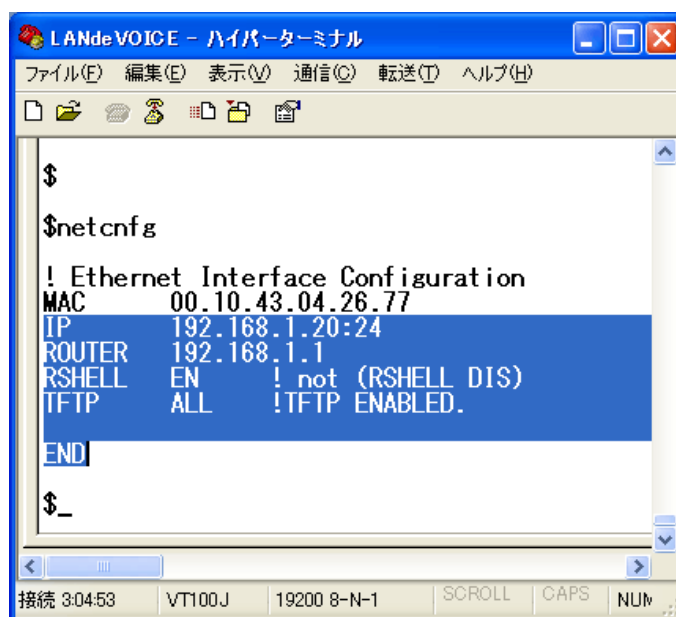 LANdeVOICE - ハイパーターミナル
ファイル(F) 編集(E) 表示(V) 通信(C) 転送(T) ヘルプ(H)
$
$netcnfg
! Ethernet Interface Configuration
MAC 00.10.43.04.26.77
IP 192.168.1.20:24
ROUTER 192.168.1.1
RSHELL EN ! not (RSHELL DIS)
TFTP ALL !TFTP ENABLED.
END
$_
接続 3:04:53 VT100J 19200 8-N-1 SCROLL CAPS NUM